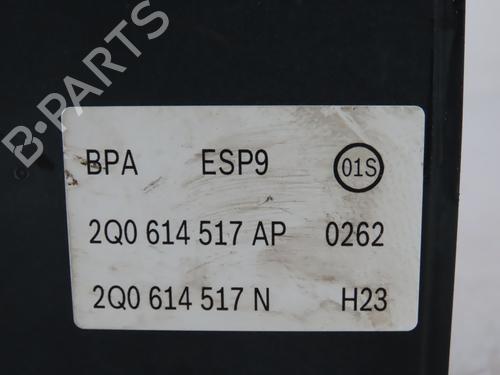 B-PARTS
BPA ESP9 01S
2Q0 614 517 AP 0262
2Q0 614 517 N H23